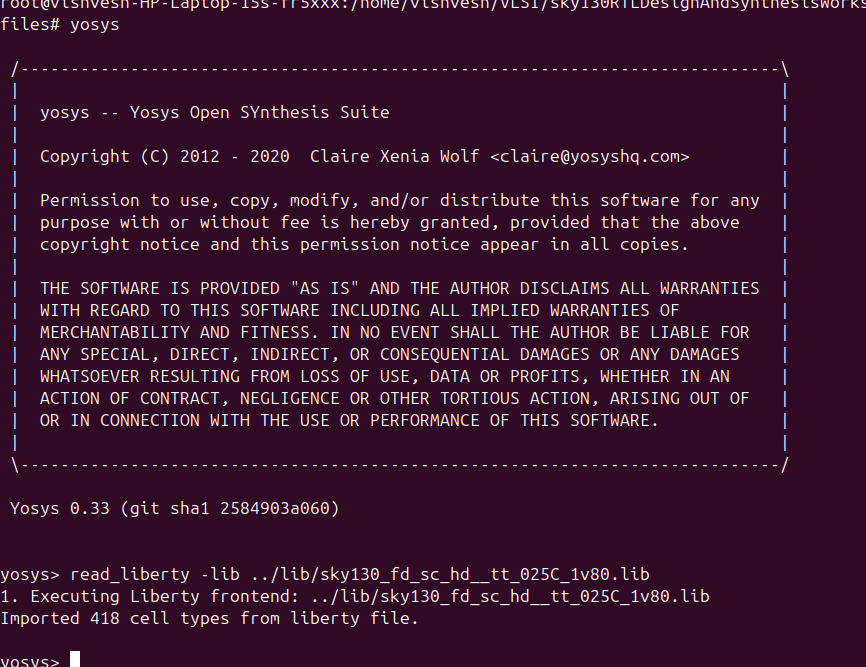 root@vishvesh-HP-Laptop-15s-fr5xxx:/home/vishvesh/VLSI/sky130RTLDesignAndSynthesisWorks
files# yosys
/----------------------------------------------------------------------------\
|                                                                            |
|  yosys -- Yosys Open SYnthesis Suite                                       |
|                                                                            |
|  Copyright (C) 2012 - 2020  Claire Xenia Wolf <claire@yosyshq.com>         |
|                                                                            |
|  Permission to use, copy, modify, and/or distribute this software for any  |
|  purpose with or without fee is hereby granted, provided that the above    |
|  copyright notice and this permission notice appear in all copies.         |
|                                                                            |
|  THE SOFTWARE IS PROVIDED "AS IS" AND THE AUTHOR DISCLAIMS ALL WARRANTIES  |
|  WITH REGARD TO THIS SOFTWARE INCLUDING ALL IMPLIED WARRANTIES OF          |
|  MERCHANTABILITY AND FITNESS. IN NO EVENT SHALL THE AUTHOR BE LIABLE FOR   |
|  ANY SPECIAL, DIRECT, INDIRECT, OR CONSEQUENTIAL DAMAGES OR ANY DAMAGES    |
|  WHATSOEVER RESULTING FROM LOSS OF USE, DATA OR PROFITS, WHETHER IN AN     |
|  ACTION OF CONTRACT, NEGLIGENCE OR OTHER TORTIOUS ACTION, ARISING OUT OF   |
|  OR IN CONNECTION WITH THE USE OR PERFORMANCE OF THIS SOFTWARE.            |
|                                                                            |
\----------------------------------------------------------------------------/
Yosys 0.33 (git sha1 2584903a060)
yosys> read_liberty -lib ../lib/sky130_fd_sc_hd__tt_025C_1v80.lib
1. Executing Liberty frontend: ../lib/sky130_fd_sc_hd__tt_025C_1v80.lib
Imported 418 cell types from liberty file.
yosys>